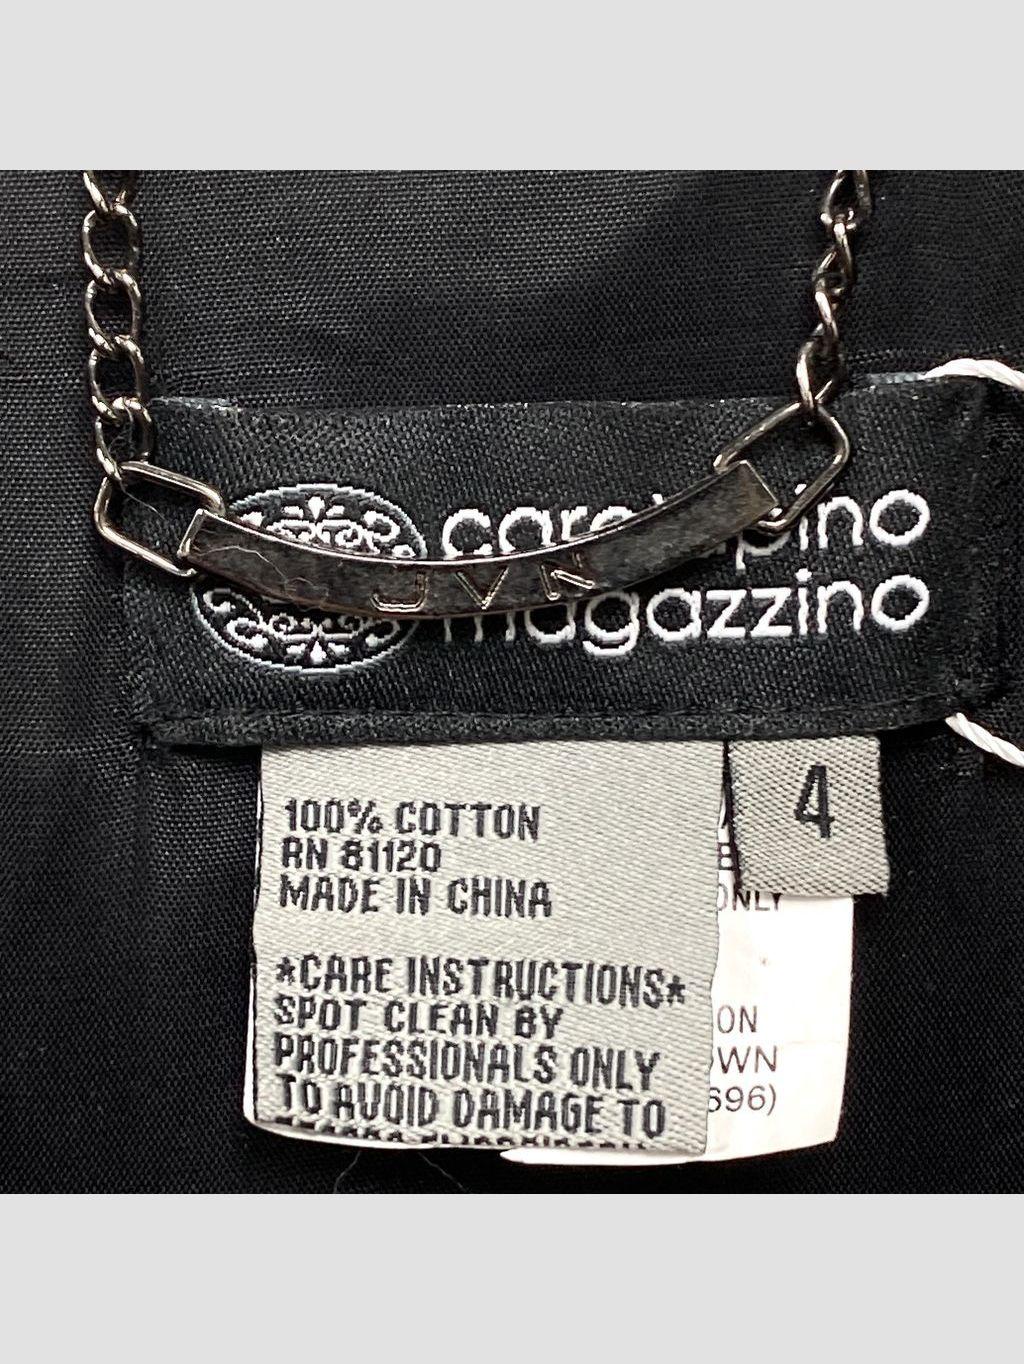 JVN
magazzino
100% COTTON
RN 81120
MADE IN CHINA
*CARE INSTRUCTIONS*
SPOT CLEAN BY
PROFESSIONALS ONLY
TO AVOID DAMAGE TO
4
ONLY
ON
WN
696)